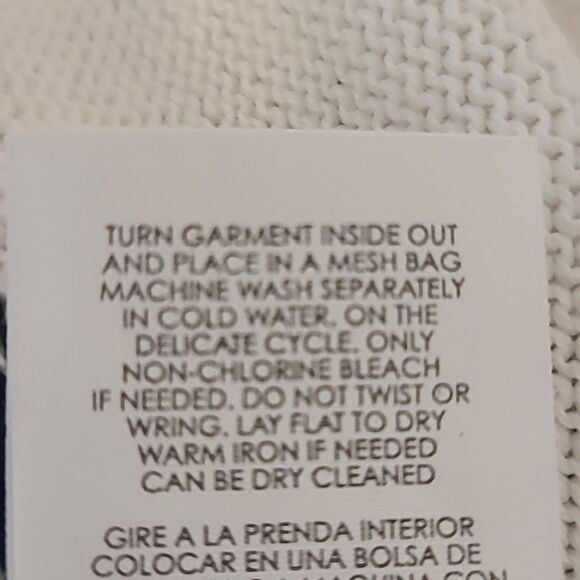 TURN GARMENT INSIDE OUT
AND PLACE IN A MESH BAG
MACHINE WASH SEPARATELY
IN COLD WATER, ON THE
DELICATE CYCLE. ONLY
NON-CHLORINE BLEACH
IF NEEDED. DO NOT TWIST OR
WRING. LAY FLAT TO DRY
WARM IRON IF NEEDED
CAN BE DRY CLEANED
GIRE A LA PRENDA INTERIOR
COLOCAR EN UNA BOLSA DE
MAQUINA CON